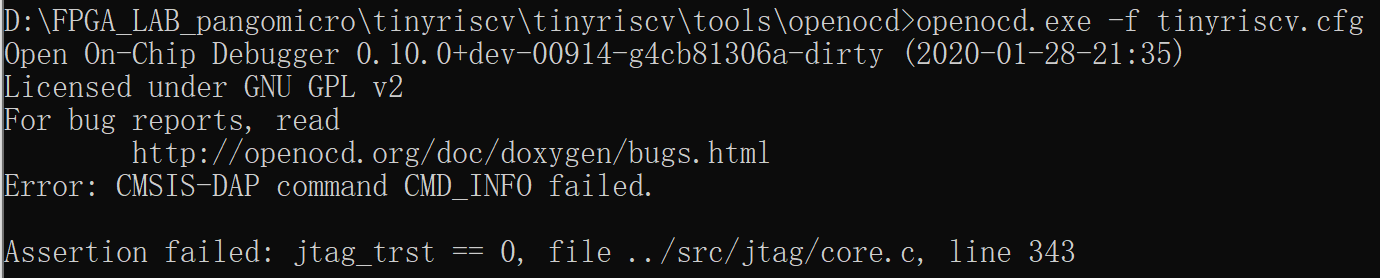 D:\FPGA_LAB_pangomicro\tinyriscv\tinyriscv\tools\openocd>openocd.exe -f tinyriscv.cfg
Open On-Chip Debugger 0.10.0+dev-00914-g4cb81306a-dirty (2020-01-28-21:35)
Licensed under GNU GPL v2
For bug reports, read
        http://openocd.org/doc/doxygen/bugs.html
Error: CMSIS-DAP command CMD_INFO failed.

Assertion failed: jtag_trst == 0, file ../src/jtag/core.c, line 343